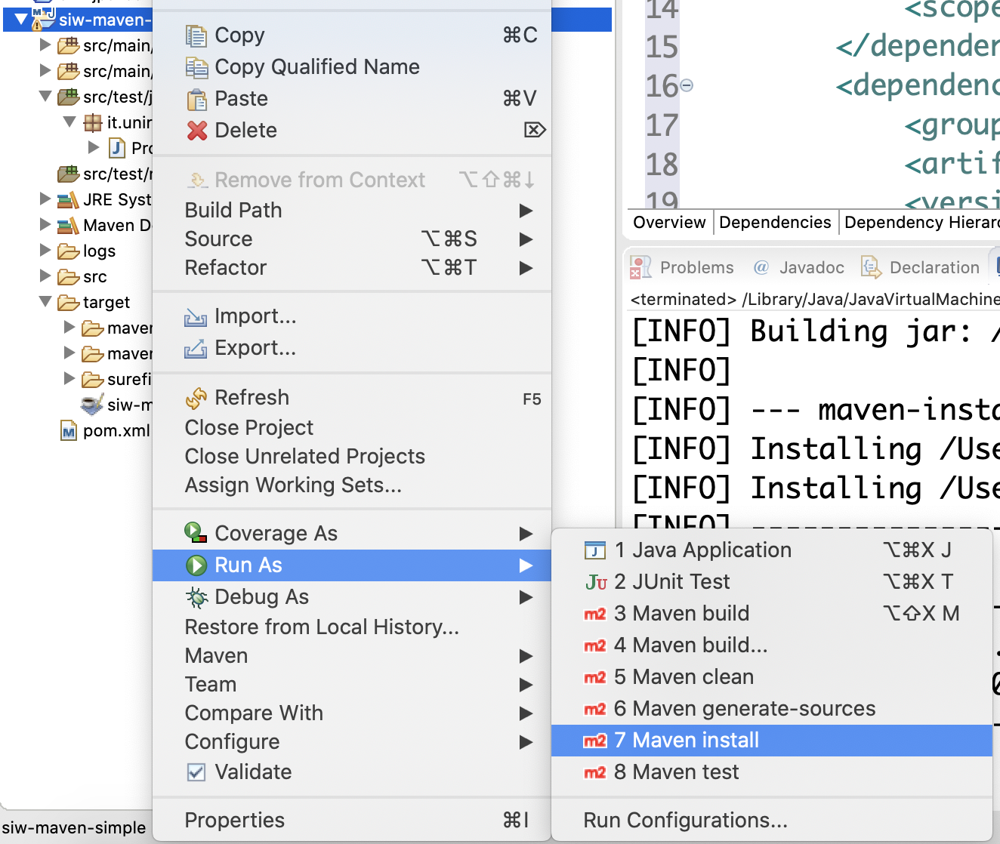 siw-maven-
src/main/
src/main/
src/test/j
it.unir
Pro
src/test/r
JRE Syst
Maven De
logs
src
target
maver
maver
surefi
siw-m
pom.xml
siw-maven-simple
Copy ⌘C
Copy Qualified Name
Paste ⌘V
Delete ⌦
Remove from Context ⌥⇧⌘↓
Build Path
Source ⌥⌘S
Refactor ⌥⌘T
Import...
Export...
Refresh F5
Close Project
Close Unrelated Projects
Assign Working Sets...
Coverage As
Run As
Debug As
Restore from Local History...
Maven
Team
Compare With
Configure
Validate
Properties ⌘I
1 Java Application ⌥⌘X J
2 JUnit Test ⌥⌘X T
3 Maven build ⌥⇧X M
4 Maven build...
5 Maven clean
6 Maven generate-sources
7 Maven install
8 Maven test
Run Configurations...
14 <scope
15 </depender
16 <dependenc
17 <group
18 <artif
19 <versi
Overview Dependencies Dependency Hierarc
Problems @ Javadoc Declaration
<terminated> /Library/Java/JavaVirtualMachine
[INFO] Building jar: /
[INFO]
[INFO] --- maven-insta
[INFO] Installing /Use
[INFO] Installing /Use
[INFO] ---------------